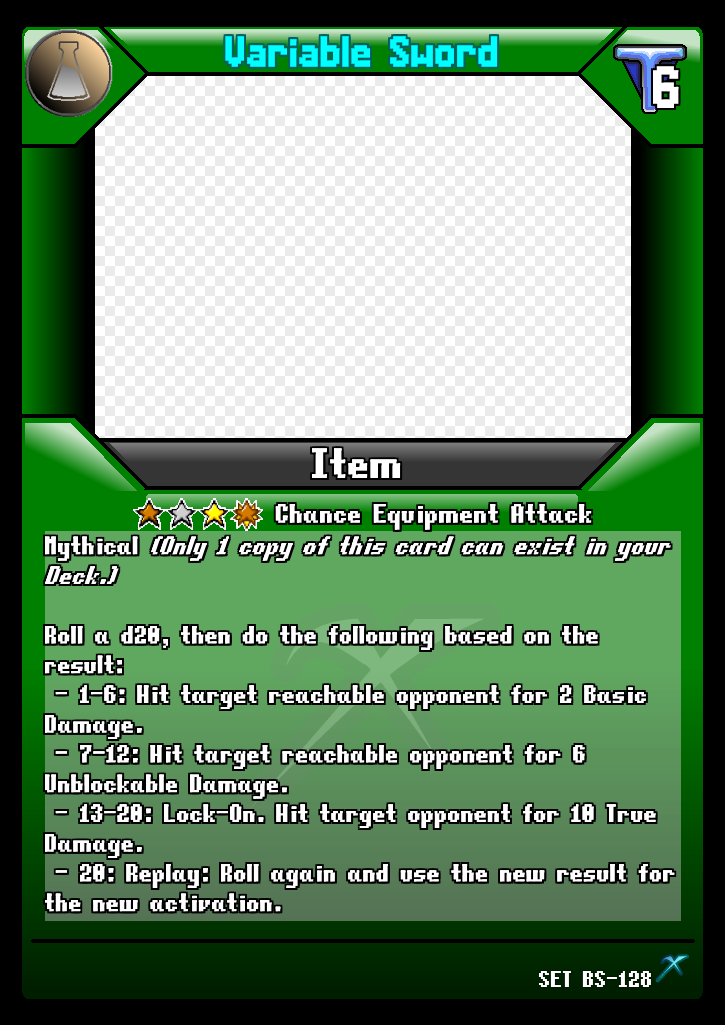 Variable Sword
T6
Item
Chance Equipment Attack
Mythical (Only 1 copy of this card can exist in your
Deck.)
Roll a d20, then do the following based on the
result:
- 1-6: Hit target reachable opponent for 2 Basic
Damage.
- 7-12: Hit target reachable opponent for 6
Unblockable Damage.
- 13-20: Lock-On. Hit target opponent for 10 True
Damage.
- 20: Replay: Roll again and use the new result for
the new activation.
SET BS-128